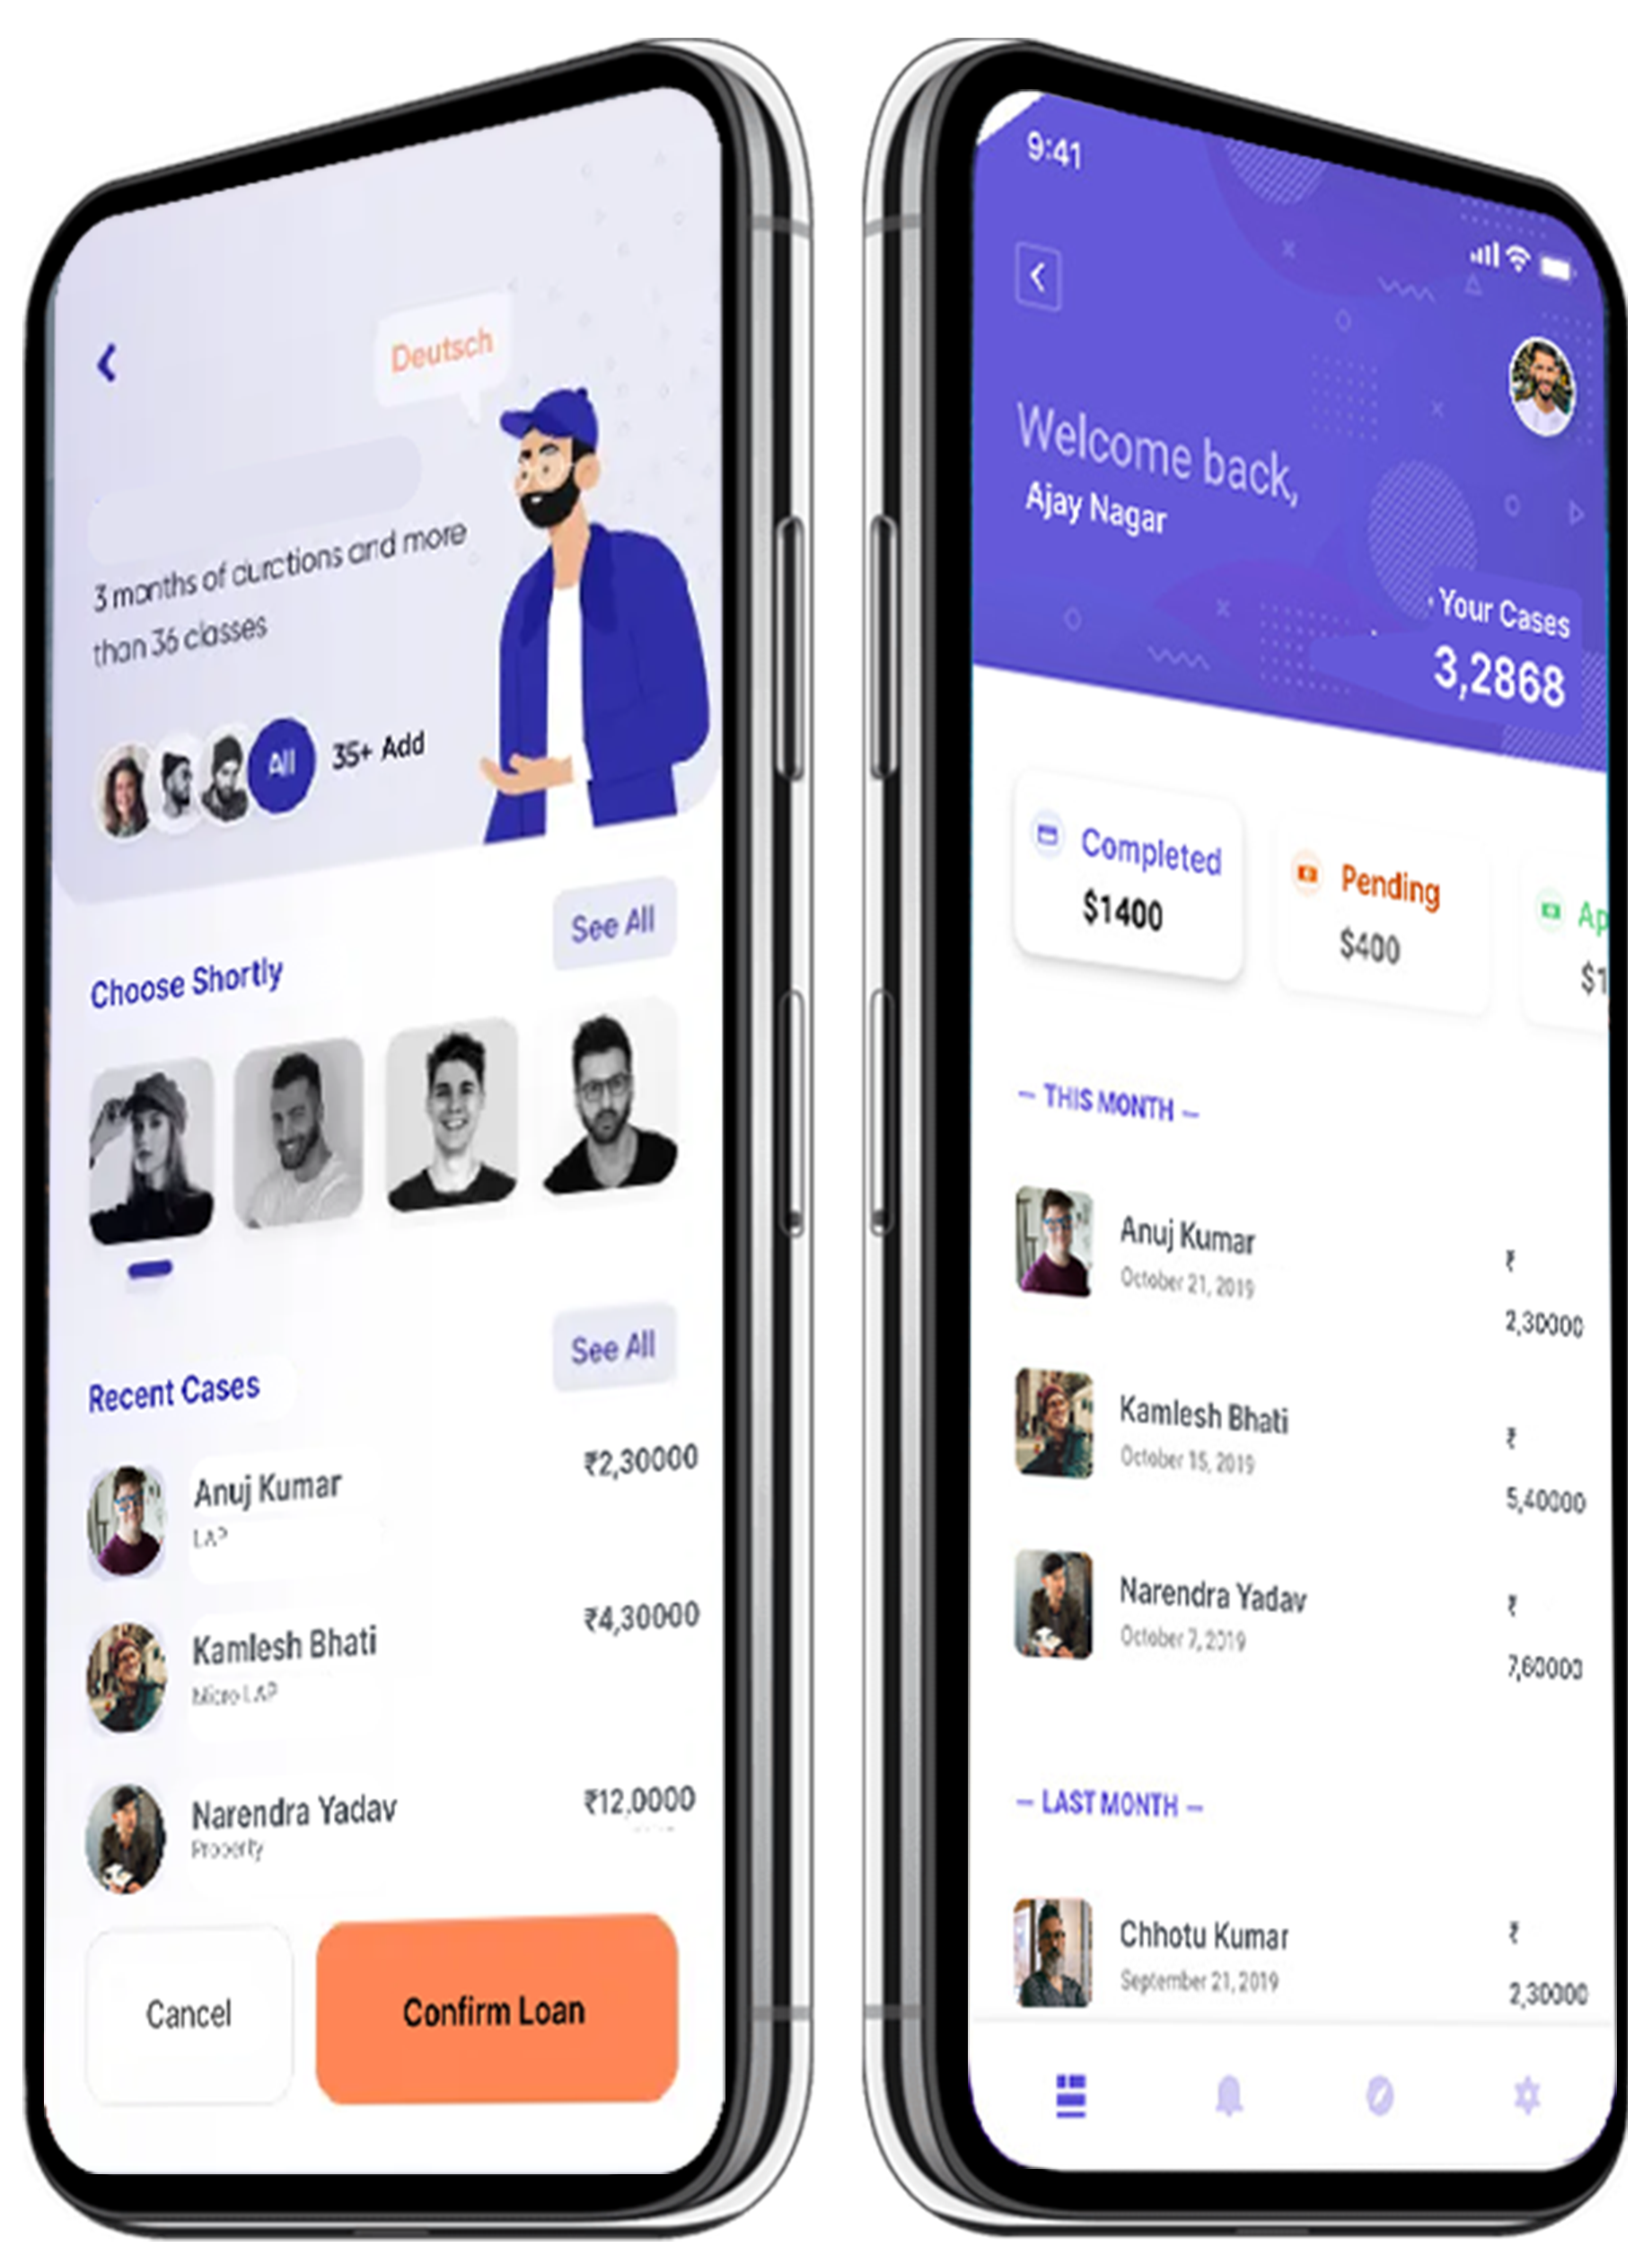 Deutsch
3 months of durctions and more
than 36 classes
All
35+ Add
See All
Choose Shortly
See All
Recent Cases
Anuj Kumar
₹2,30000
LAP
Kamlesh Bhati
₹4,30000
Micro LAP
Narendra Yadav
₹12,0000
Property
Cancel
Confirm Loan
9:41
Welcome back,
Ajay Nagar
Your Cases
3,2868
Completed
$1400
Pending
$400
Ap
$1
— THIS MONTH —
Anuj Kumar
October 21, 2019
₹
2,30000
Kamlesh Bhati
October 15, 2019
₹
5,40000
Narendra Yadav
October 7, 2019
₹
7,60000
— LAST MONTH —
Chhotu Kumar
September 21, 2019
₹
2,30000